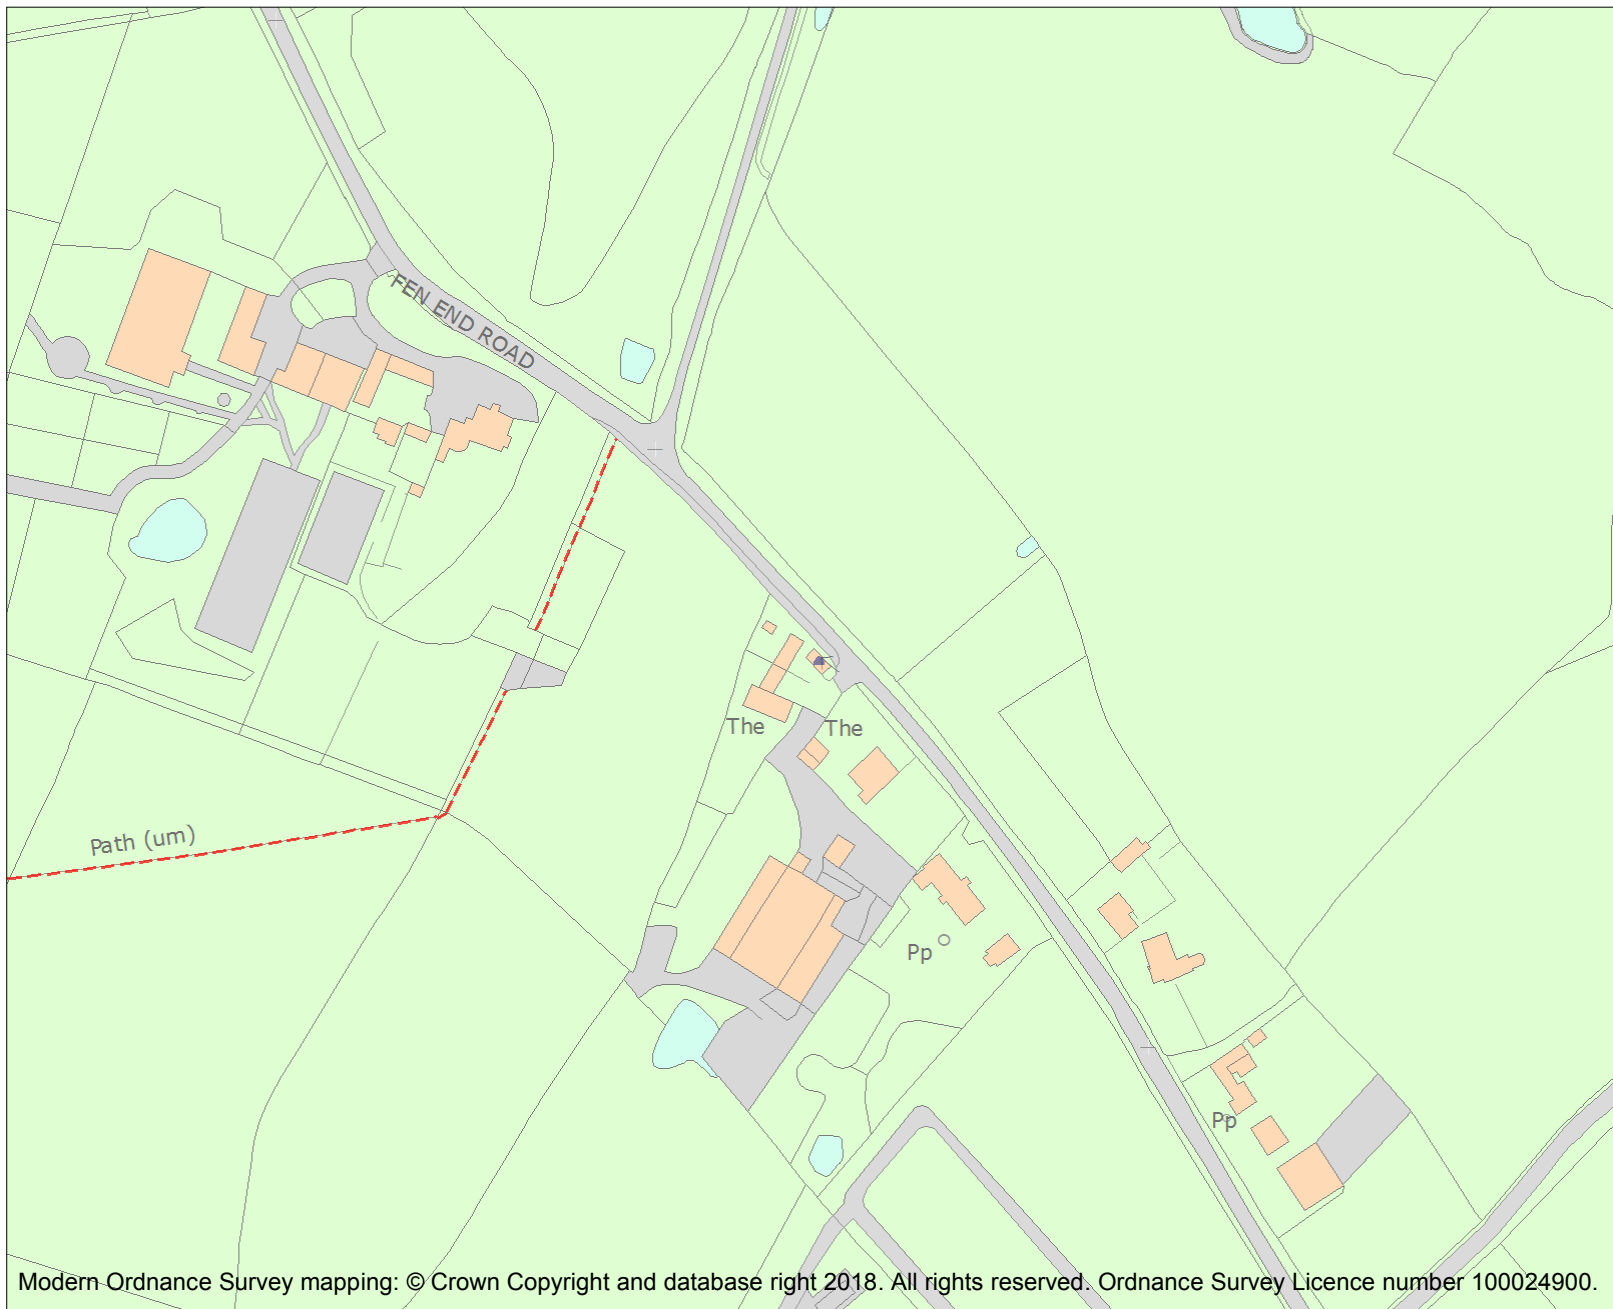 FEN END ROAD
The
The
Path (um)
Pp
Pp
Modern Ordnance Survey mapping: © Crown Copyright and database right 2018. All rights reserved. Ordnance Survey Licence number 100024900.